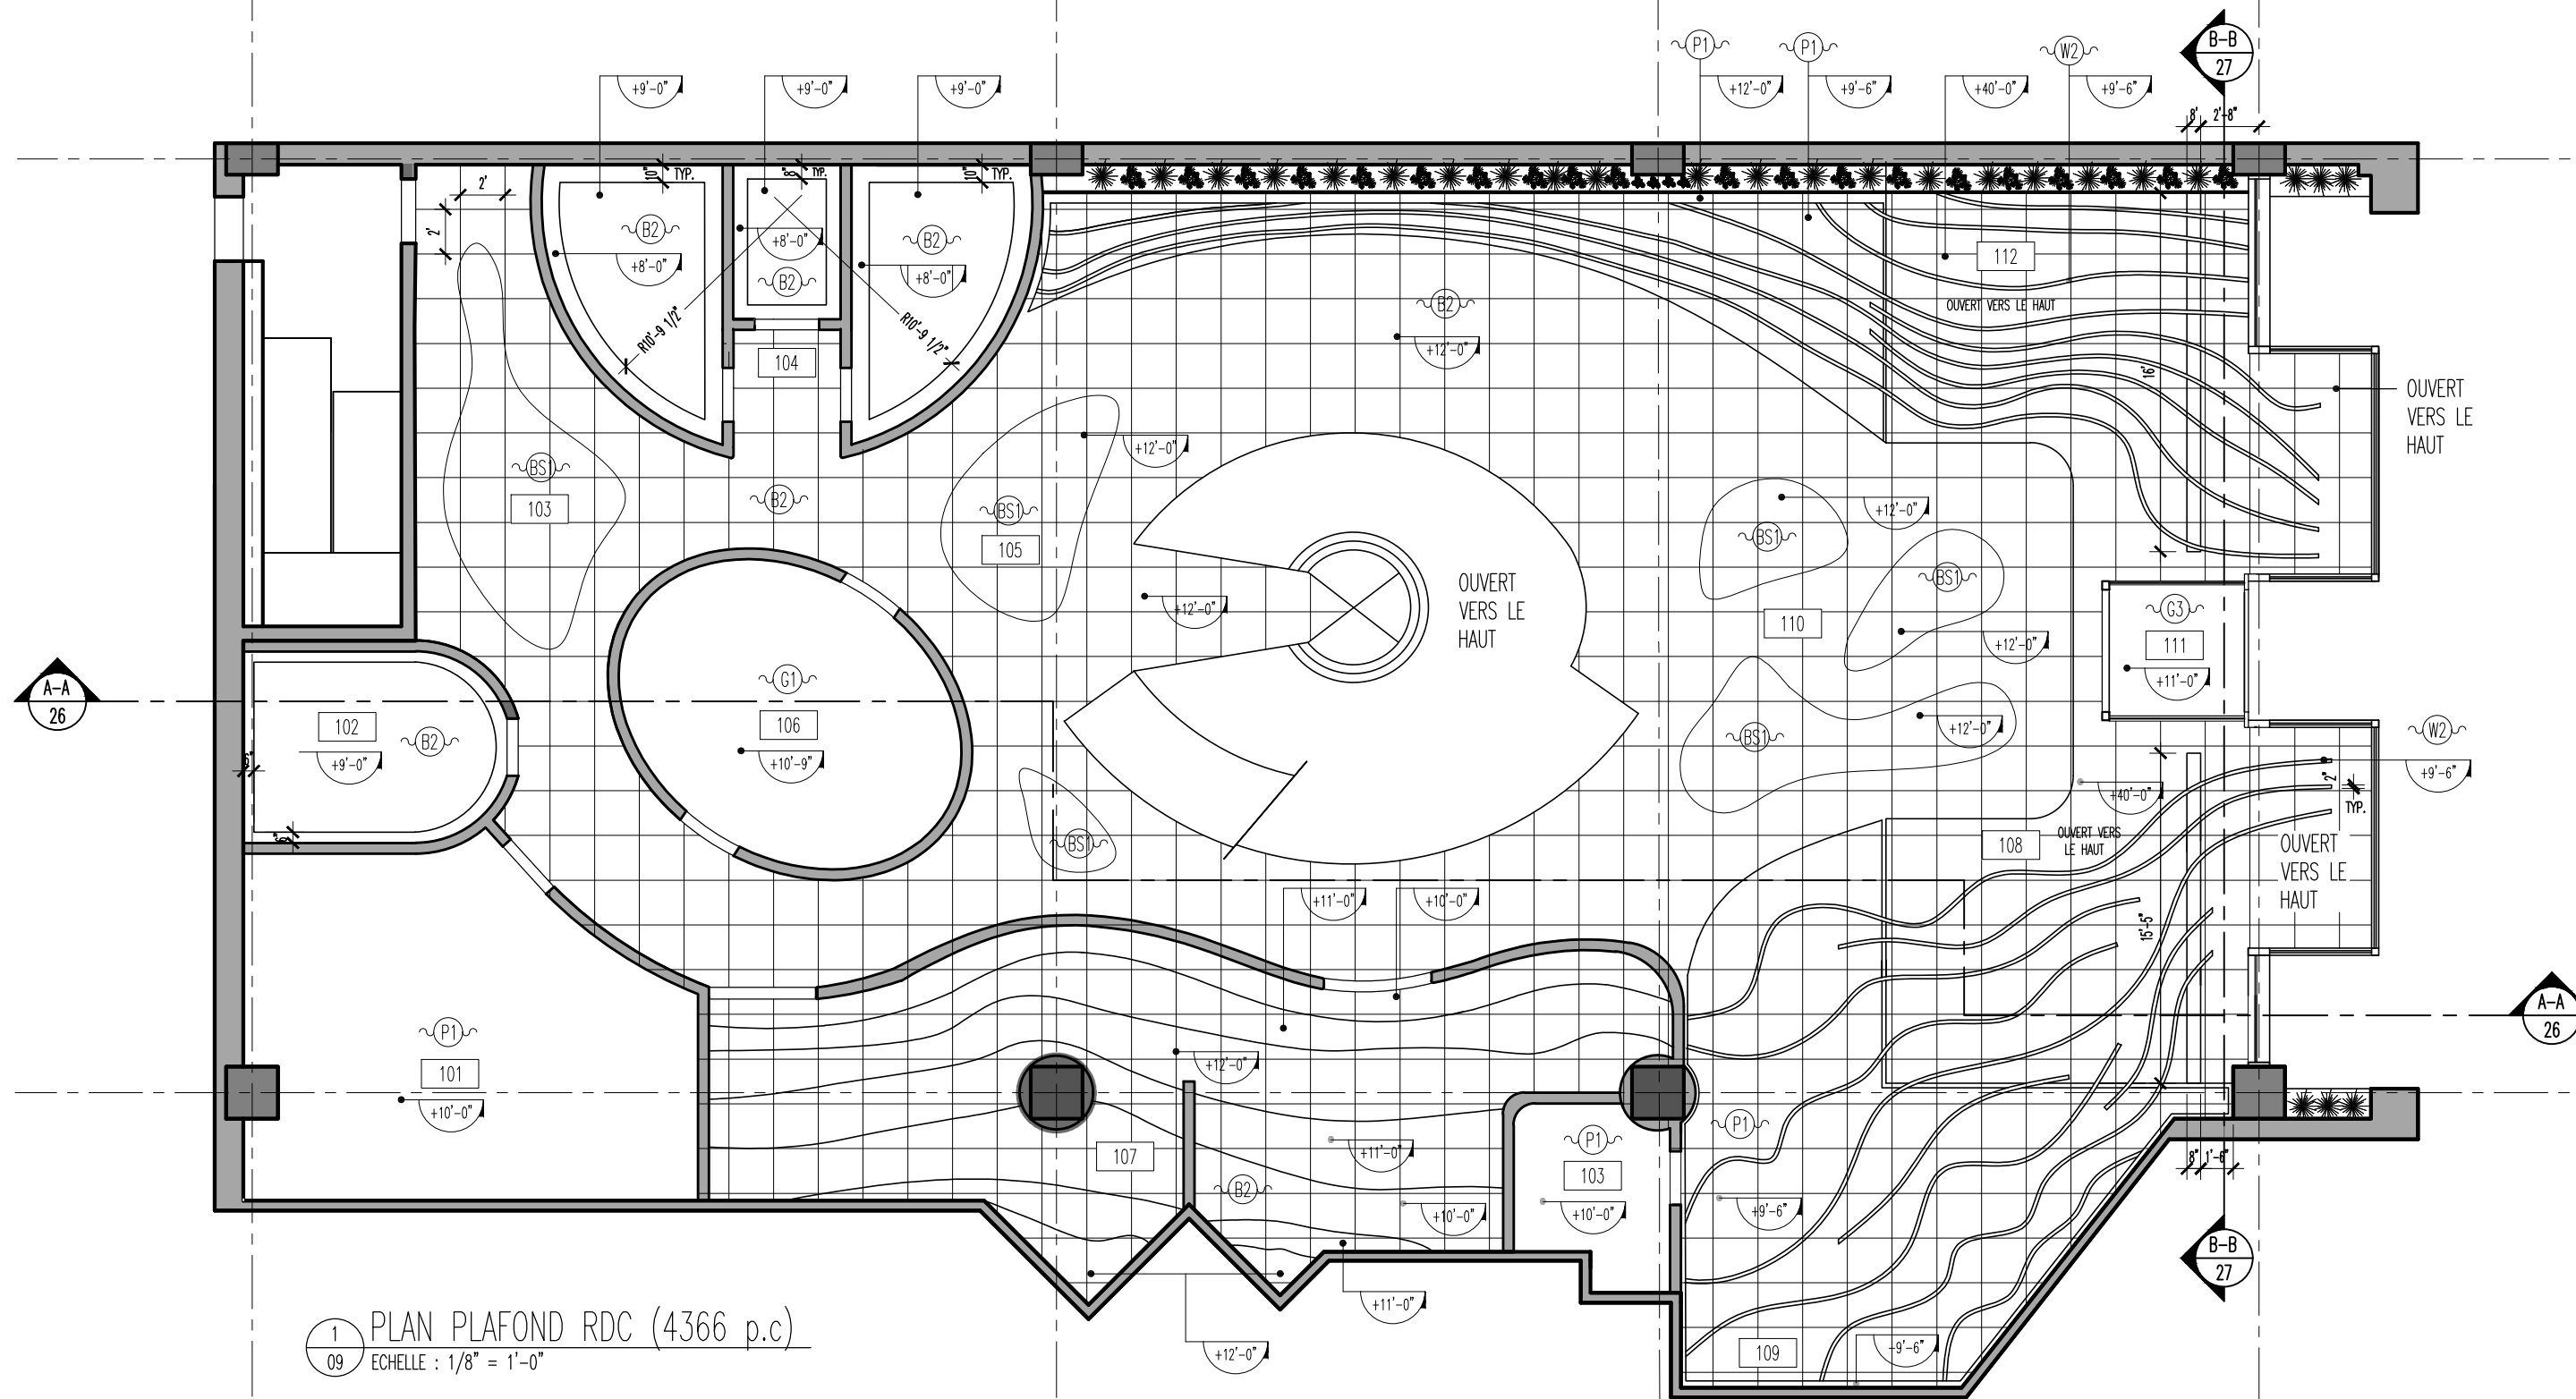 P1
P1
W2
B-B
27
+9'-0"
+9'-0"
+9'-0"
+12'-0"
+9'-6"
+40'-0"
+9'-6"
8'
2'-8"
10"
TYP.
8"
TYP.
10"
TYP.
2'
2'
B2
+8'-0"
+8'-0"
B2
B2
+8'-0"
R10'-9 1/2"
R10'-9 1/2"
104
B2
+12'-0"
112
OUVERT VERS LE HAUT
16'
OUVERT
VERS LE
HAUT
BS1
103
B2
+12'-0"
BS1
105
+12'-0"
OUVERT
VERS LE
HAUT
+12'-0"
BS1
BS1
110
+12'-0"
G3
111
+11'-0"
A-A
26
102
B2
+9'-0"
6"
G1
106
+10'-9"
BS1
+12'-0"
BS1
W2
+9'-6"
2"
TYP.
+40'-0"
108
OUVERT VERS
LE HAUT
OUVERT
VERS LE
HAUT
15'-5"
+11'-0"
+10'-0"
A-A
26
P1
101
+10'-0"
+12'-0"
107
+11'-0"
B2
+10'-0"
P1
103
+10'-0"
P1
+9'-6"
8"
1'-6"
B-B
27
+11'-0"
+12'-0"
109
+9'-6"
1
09
PLAN PLAFOND RDC (4366 p.c)
ECHELLE : 1/8" = 1'-0"